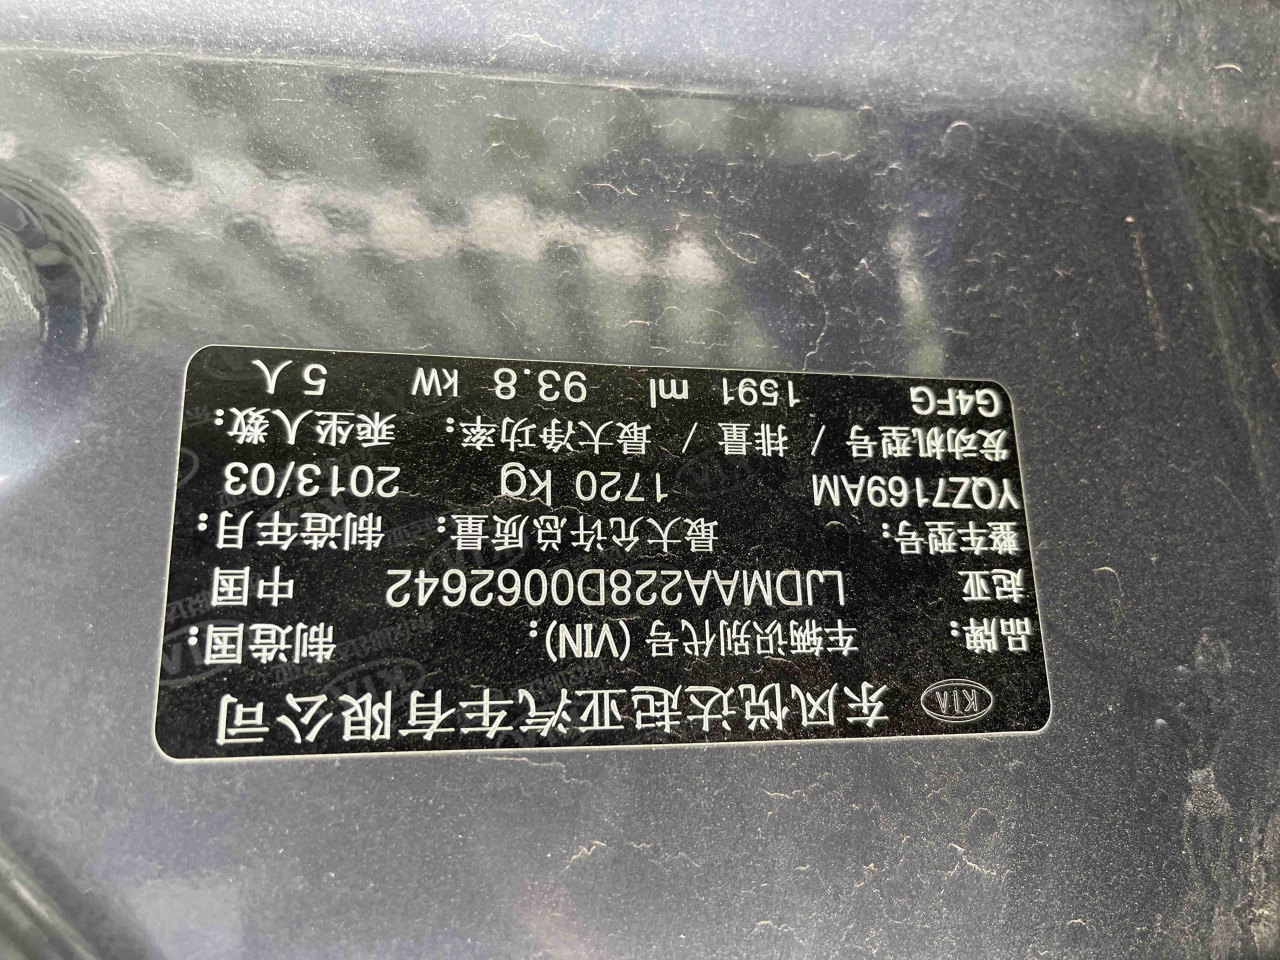 KIA 东风悦达起亚汽车有限公司
品牌: 车辆识别代号 (VIN): 制造国:
起亚 LJDMAA228D0062642 中国
整车型号: 最大允许总质量: 制造年月:
YQZ7169AM 1720 kg 2013/03
发动机型号 / 排量 / 最大净功率: 乘坐人数:
G4FG 1591 ml 93.8 kW 5人